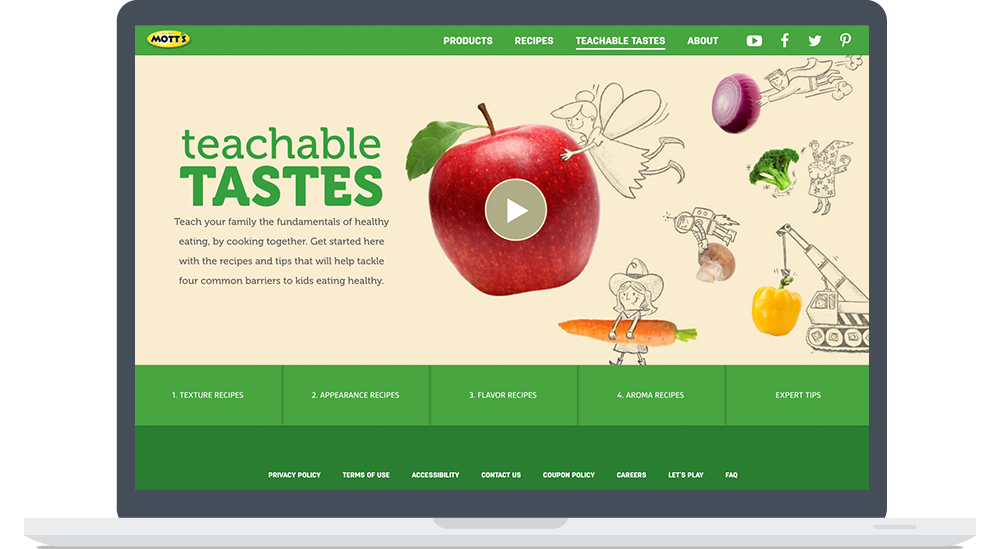 MOTT'S
PRODUCTS RECIPES TEACHABLE TASTES ABOUT
teachable
TASTES
Teach your family the fundamentals of healthy
eating, by cooking together. Get started here
with the recipes and tips that will help tackle
four common barriers to kids eating healthy.
1. TEXTURE RECIPES 2. APPEARANCE RECIPES 3. FLAVOR RECIPES 4. AROMA RECIPES EXPERT TIPS
PRIVACY POLICY TERMS OF USE ACCESSIBILITY CONTACT US COUPON POLICY CAREERS LET'S PLAY FAQ